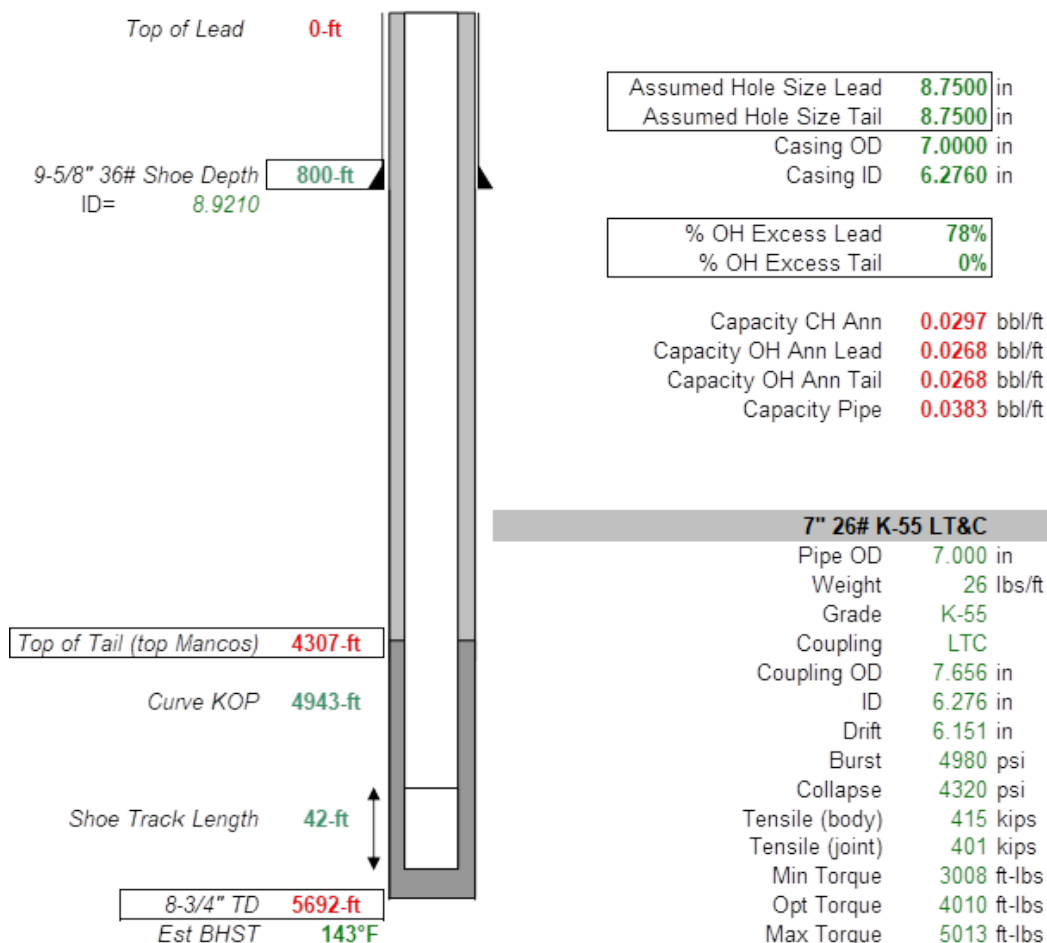 Top of Lead 0-ft
Assumed Hole Size Lead 8.7500 in
Assumed Hole Size Tail 8.7500 in
Casing OD 7.0000 in
9-5/8" 36# Shoe Depth 800-ft
Casing ID 6.2760 in
ID= 8.9210
% OH Excess Lead 78%
% OH Excess Tail 0%
Capacity CH Ann 0.0297 bbl/ft
Capacity OH Ann Lead 0.0268 bbl/ft
Capacity OH Ann Tail 0.0268 bbl/ft
Capacity Pipe 0.0383 bbl/ft
7" 26# K-55 LT&C
Pipe OD 7.000 in
Weight 26 lbs/ft
Grade K-55
Top of Tail (top Mancos) 4307-ft
Coupling LTC
Coupling OD 7.656 in
Curve KOP 4943-ft
ID 6.276 in
Drift 6.151 in
Burst 4980 psi
Collapse 4320 psi
Shoe Track Length 42-ft
Tensile (body) 415 kips
Tensile (joint) 401 kips
Min Torque 3008 ft-lbs
8-3/4" TD 5692-ft
Opt Torque 4010 ft-lbs
Est BHST 143°F
Max Torque 5013 ft-lbs